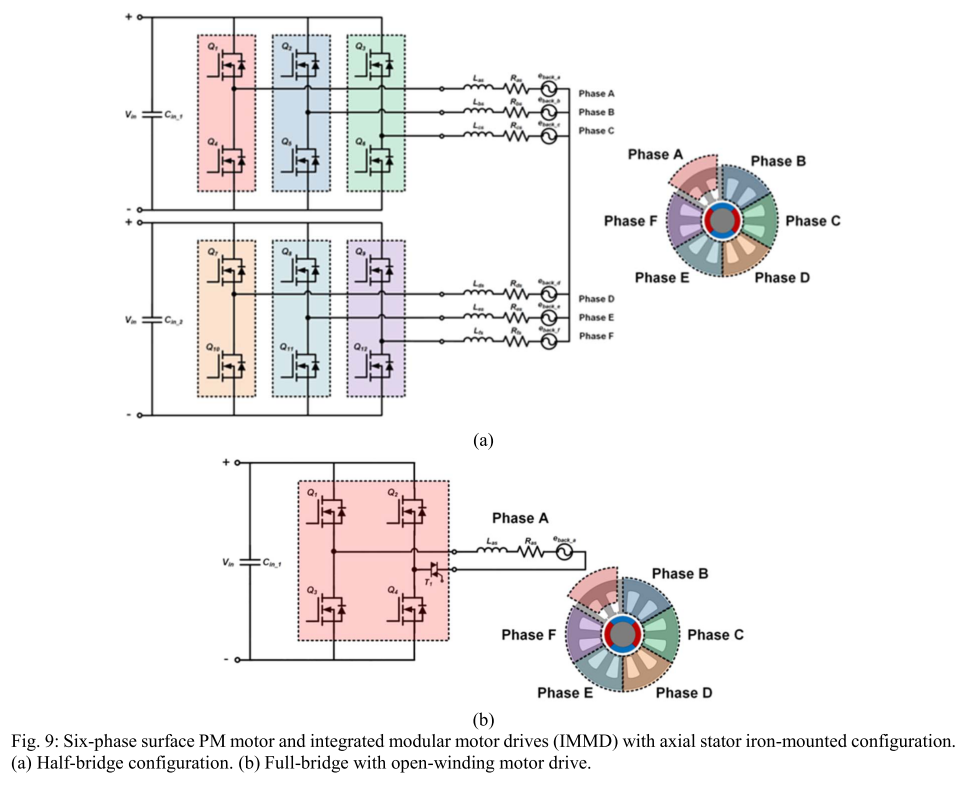 +
Q₁
Q₂
Q₃
Vin
Cin_1
Q₄
Q₅
Q₆
-
Las
Ras
eback_a
Phase A
Lbs
Rbs
eback_b
Phase B
Lcs
Rcs
eback_c
Phase C
+
Q₇
Q₈
Q₉
Vin
Cin_2
Q₁₀
Q₁₁
Q₁₂
-
Lds
Rds
eback_d
Phase D
Les
Res
eback_e
Phase E
Lfs
Rfs
eback_f
Phase F
Phase A
Phase B
Phase F
Phase C
Phase E
Phase D
(a)
+
Q₁
Q₂
Vin
Cin_1
Q₃
Q₄
T₁
-
Phase A
Las
Ras
eback_a
Phase B
Phase F
Phase C
Phase E
Phase D
(b)
Fig. 9: Six-phase surface PM motor and integrated modular motor drives (IMMD) with axial stator iron-mounted configuration.
(a) Half-bridge configuration. (b) Full-bridge with open-winding motor drive.